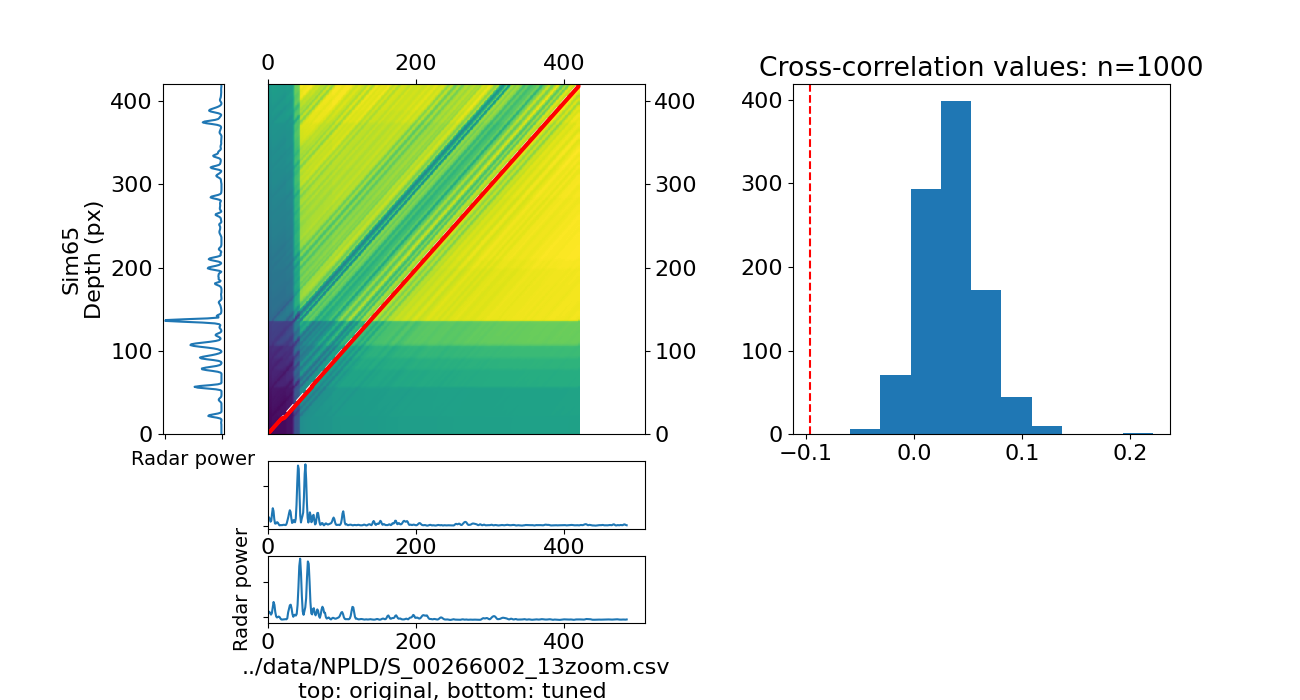 0 200 400
Cross-correlation values: n=1000
400
300
200
100
0
Sim65
Depth (px)
Radar power
400
300
200
100
0
400
300
200
100
0
−0.1 0.0 0.1 0.2
0 200 400
Radar power
0 200 400
../data/NPLD/S_00266002_13zoom.csv
top: original, bottom: tuned